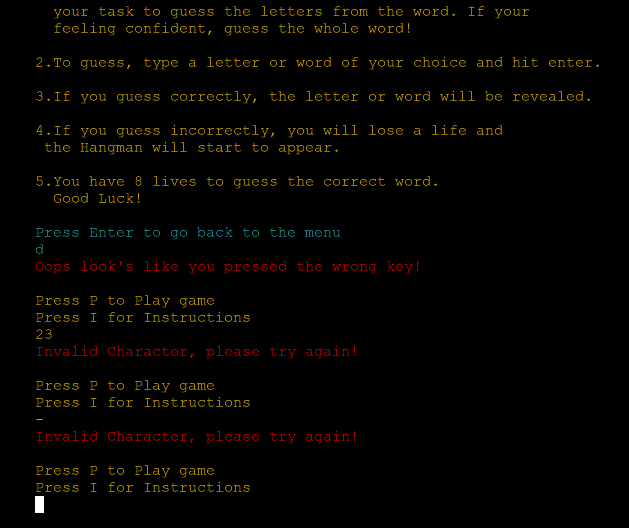 your task to guess the letters from the word. If your
feeling confident, guess the whole word!
2.To guess, type a letter or word of your choice and hit enter.
3.If you guess correctly, the letter or word will be revealed.
4.If you guess incorrectly, you will lose a life and
the Hangman will start to appear.
5.You have 8 lives to guess the correct word.
Good Luck!
Press Enter to go back to the menu
d
Oops look's like you pressed the wrong key!
Press P to Play game
Press I for Instructions
23
Invalid Character, please try again!
Press P to Play game
Press I for Instructions
-
Invalid Character, please try again!
Press P to Play game
Press I for Instructions